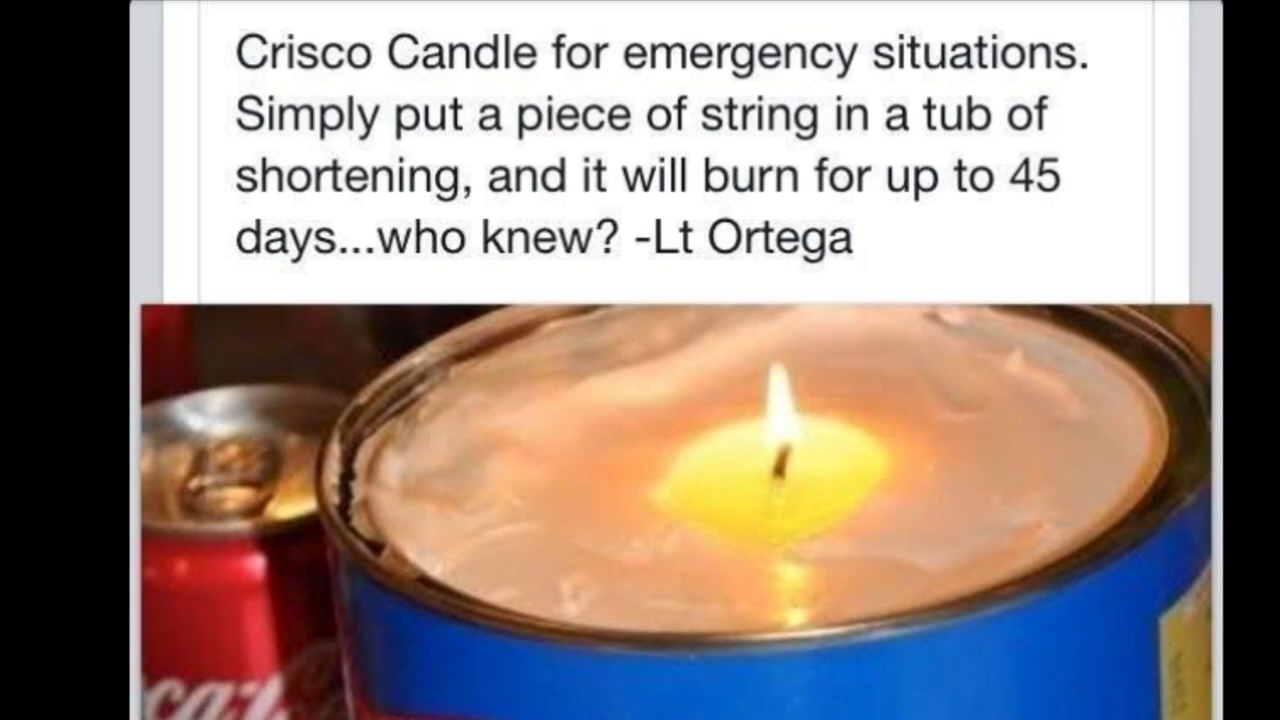 Crisco Candle for emergency situations.
Simply put a piece of string in a tub of
shortening, and it will burn for up to 45
days...who knew? -Lt Ortega